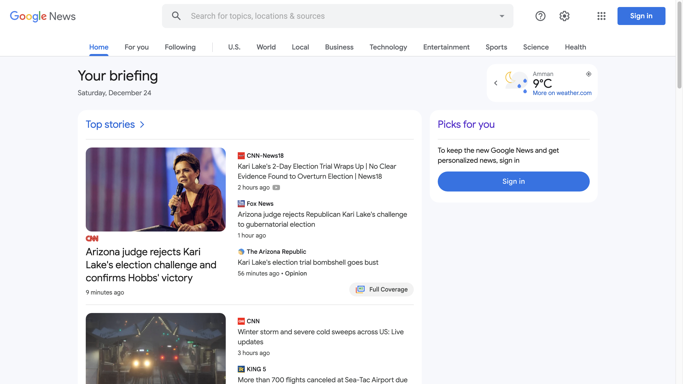 Google News
Search for topics, locations & sources
Sign in
Home
For you
Following
U.S.
World
Local
Business
Technology
Entertainment
Sports
Science
Health
Your briefing
Saturday, December 24
Amman
9°C
More on weather.com
Top stories
CNN
Arizona judge rejects Kari
Lake's election challenge and
confirms Hobbs' victory
9 minutes ago
CNN-News18
Kari Lake's 2-Day Election Trial Wraps Up | No Clear
Evidence Found to Overturn Election | News18
2 hours ago
Fox News
Arizona judge rejects Republican Kari Lake's challenge
to gubernatorial election
1 hour ago
The Arizona Republic
Kari Lake's election trial bombshell goes bust
56 minutes ago • Opinion
Full Coverage
CNN
Winter storm and severe cold sweeps across US: Live
updates
3 hours ago
KING 5
More than 700 flights canceled at Sea-Tac Airport due
Picks for you
To keep the new Google News and get
personalized news, sign in
Sign in